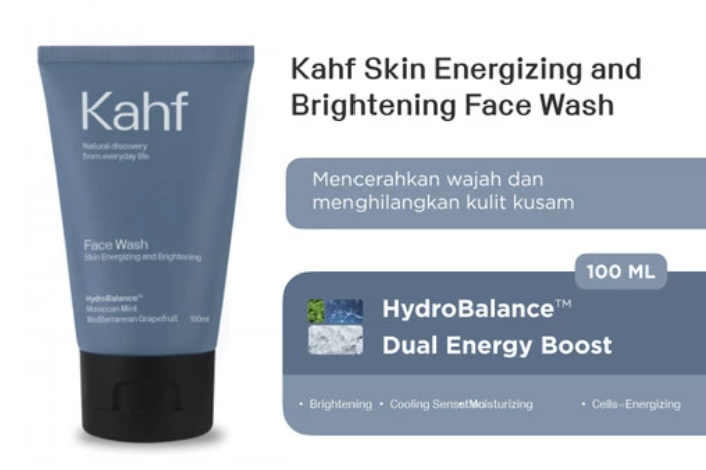 Kahf
Natural discovery
from everyday life
Face Wash
Skin Energizing and Brightening
HydroBalance™
Moroccan Mint
Mediterranean Grapefruit 100ml
Kahf Skin Energizing and
Brightening Face Wash
Mencerahkan wajah dan
menghilangkan kulit kusam
100 ML
HydroBalance™
Dual Energy Boost
• Brightening • Cooling Sensation • Moisturizing • Cells-Energizing